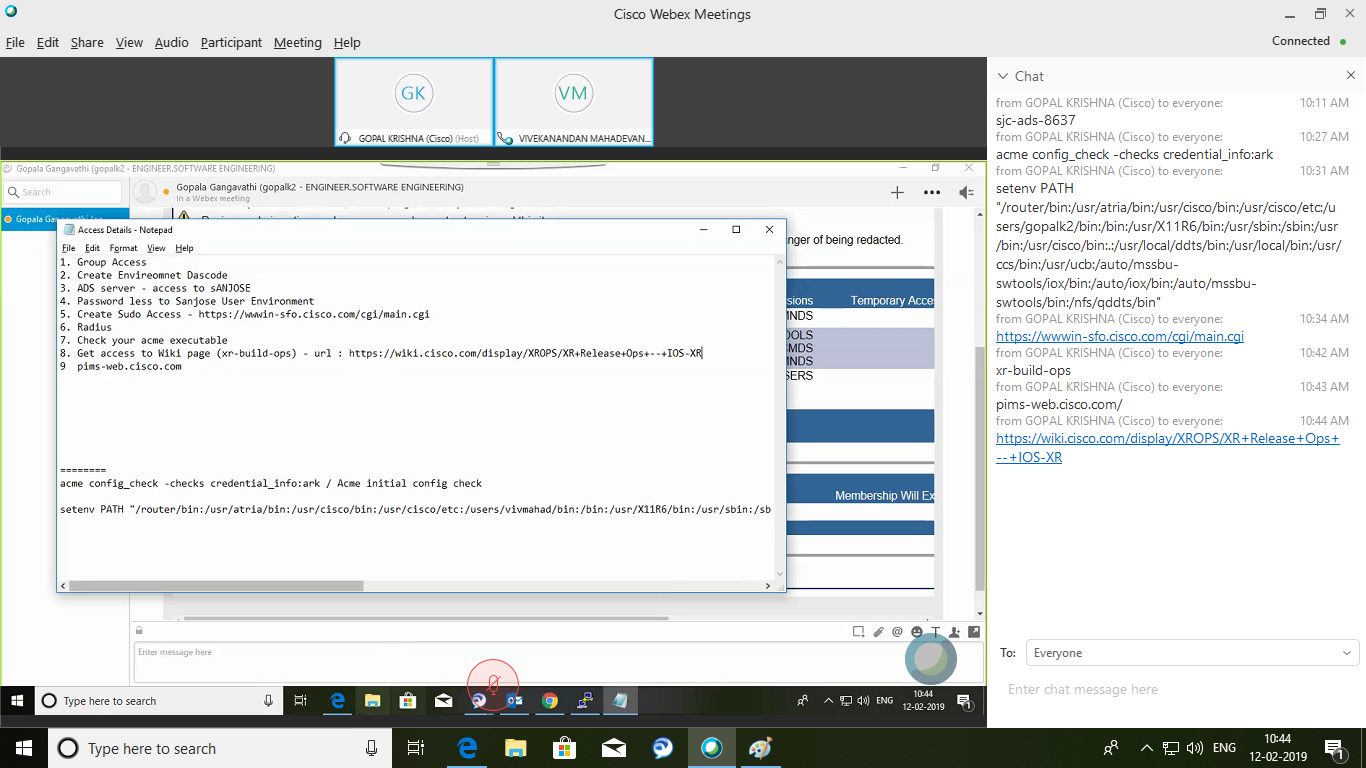 Cisco Webex Meetings
File Edit Share View Audio Participant Meeting Help
Connected
GK
GOPAL KRISHNA (Cisco) (Host)
VM
VIVEKANANDAN MAHADEVAN...
Gopala Gangavathi (gopalk2 - ENGINEER.SOFTWARE ENGINEERING)
Search
Gopala Gangavathi (gopalk2 - ENGINEER.SOFTWARE ENGINEERING)
In a Webex meeting
Access Details - Notepad
File Edit Format View Help
1. Group Access
2. Create Envireomnet Dascode
3. ADS server - access to sANJOSE
4. Password less to Sanjose User Environment
5. Create Sudo Access - https://wwwin-sfo.cisco.com/cgi/main.cgi
6. Radius
7. Check your acme executable
8. Get access to Wiki page (xr-build-ops) - url : https://wiki.cisco.com/display/XROPS/XR+Release+Ops+--+IOS-XR
9 pims-web.cisco.com
========
acme config_check -checks credential_info:ark / Acme initial config check
setenv PATH "/router/bin:/usr/atria/bin:/usr/cisco/bin:/usr/cisco/etc:/users/vivmahad/bin:/bin:/usr/X11R6/bin:/usr/sbin:/sb
nger of being redacted.
sions Temporary Acces
MNDS
OOLS
CMDS
MNDS
SERS
Membership Will Ex
Enter message here
Type here to search
ENG
10:44
12-02-2019
1
Chat
from GOPAL KRISHNA (Cisco) to everyone: 10:11 AM
sjc-ads-8637
from GOPAL KRISHNA (Cisco) to everyone: 10:27 AM
acme config_check -checks credential_info:ark
from GOPAL KRISHNA (Cisco) to everyone: 10:31 AM
setenv PATH
"/router/bin:/usr/atria/bin:/usr/cisco/bin:/usr/cisco/etc:/u
sers/gopalk2/bin:/bin:/usr/X11R6/bin:/usr/sbin:/sbin:/usr
/bin:/usr/cisco/bin:.:/usr/local/ddts/bin:/usr/local/bin:/usr/
ccs/bin:/usr/ucb:/auto/mssbu-
swtools/iox/bin:/auto/iox/bin:/auto/mssbu-
swtools/bin:/nfs/qddts/bin"
from GOPAL KRISHNA (Cisco) to everyone: 10:34 AM
https://wwwin-sfo.cisco.com/cgi/main.cgi
from GOPAL KRISHNA (Cisco) to everyone: 10:42 AM
xr-build-ops
from GOPAL KRISHNA (Cisco) to everyone: 10:43 AM
pims-web.cisco.com/
from GOPAL KRISHNA (Cisco) to everyone: 10:44 AM
https://wiki.cisco.com/display/XROPS/XR+Release+Ops+
--+IOS-XR
To: Everyone
Enter chat message here
Type here to search
ENG
10:44
12-02-2019
1